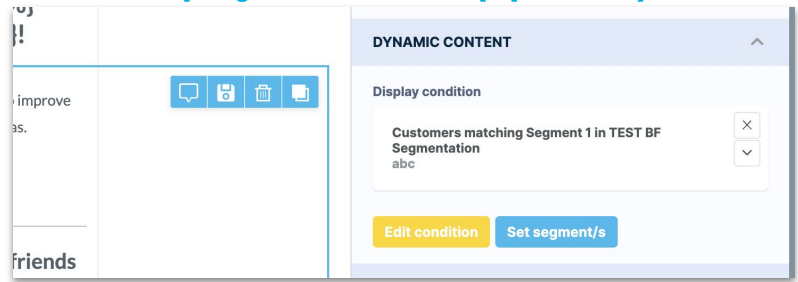 !
DYNAMIC CONTENT
improve
as.
Display condition
Customers matching Segment 1 in TEST BF
Segmentation
abc
Edit condition
Set segment/s
friends